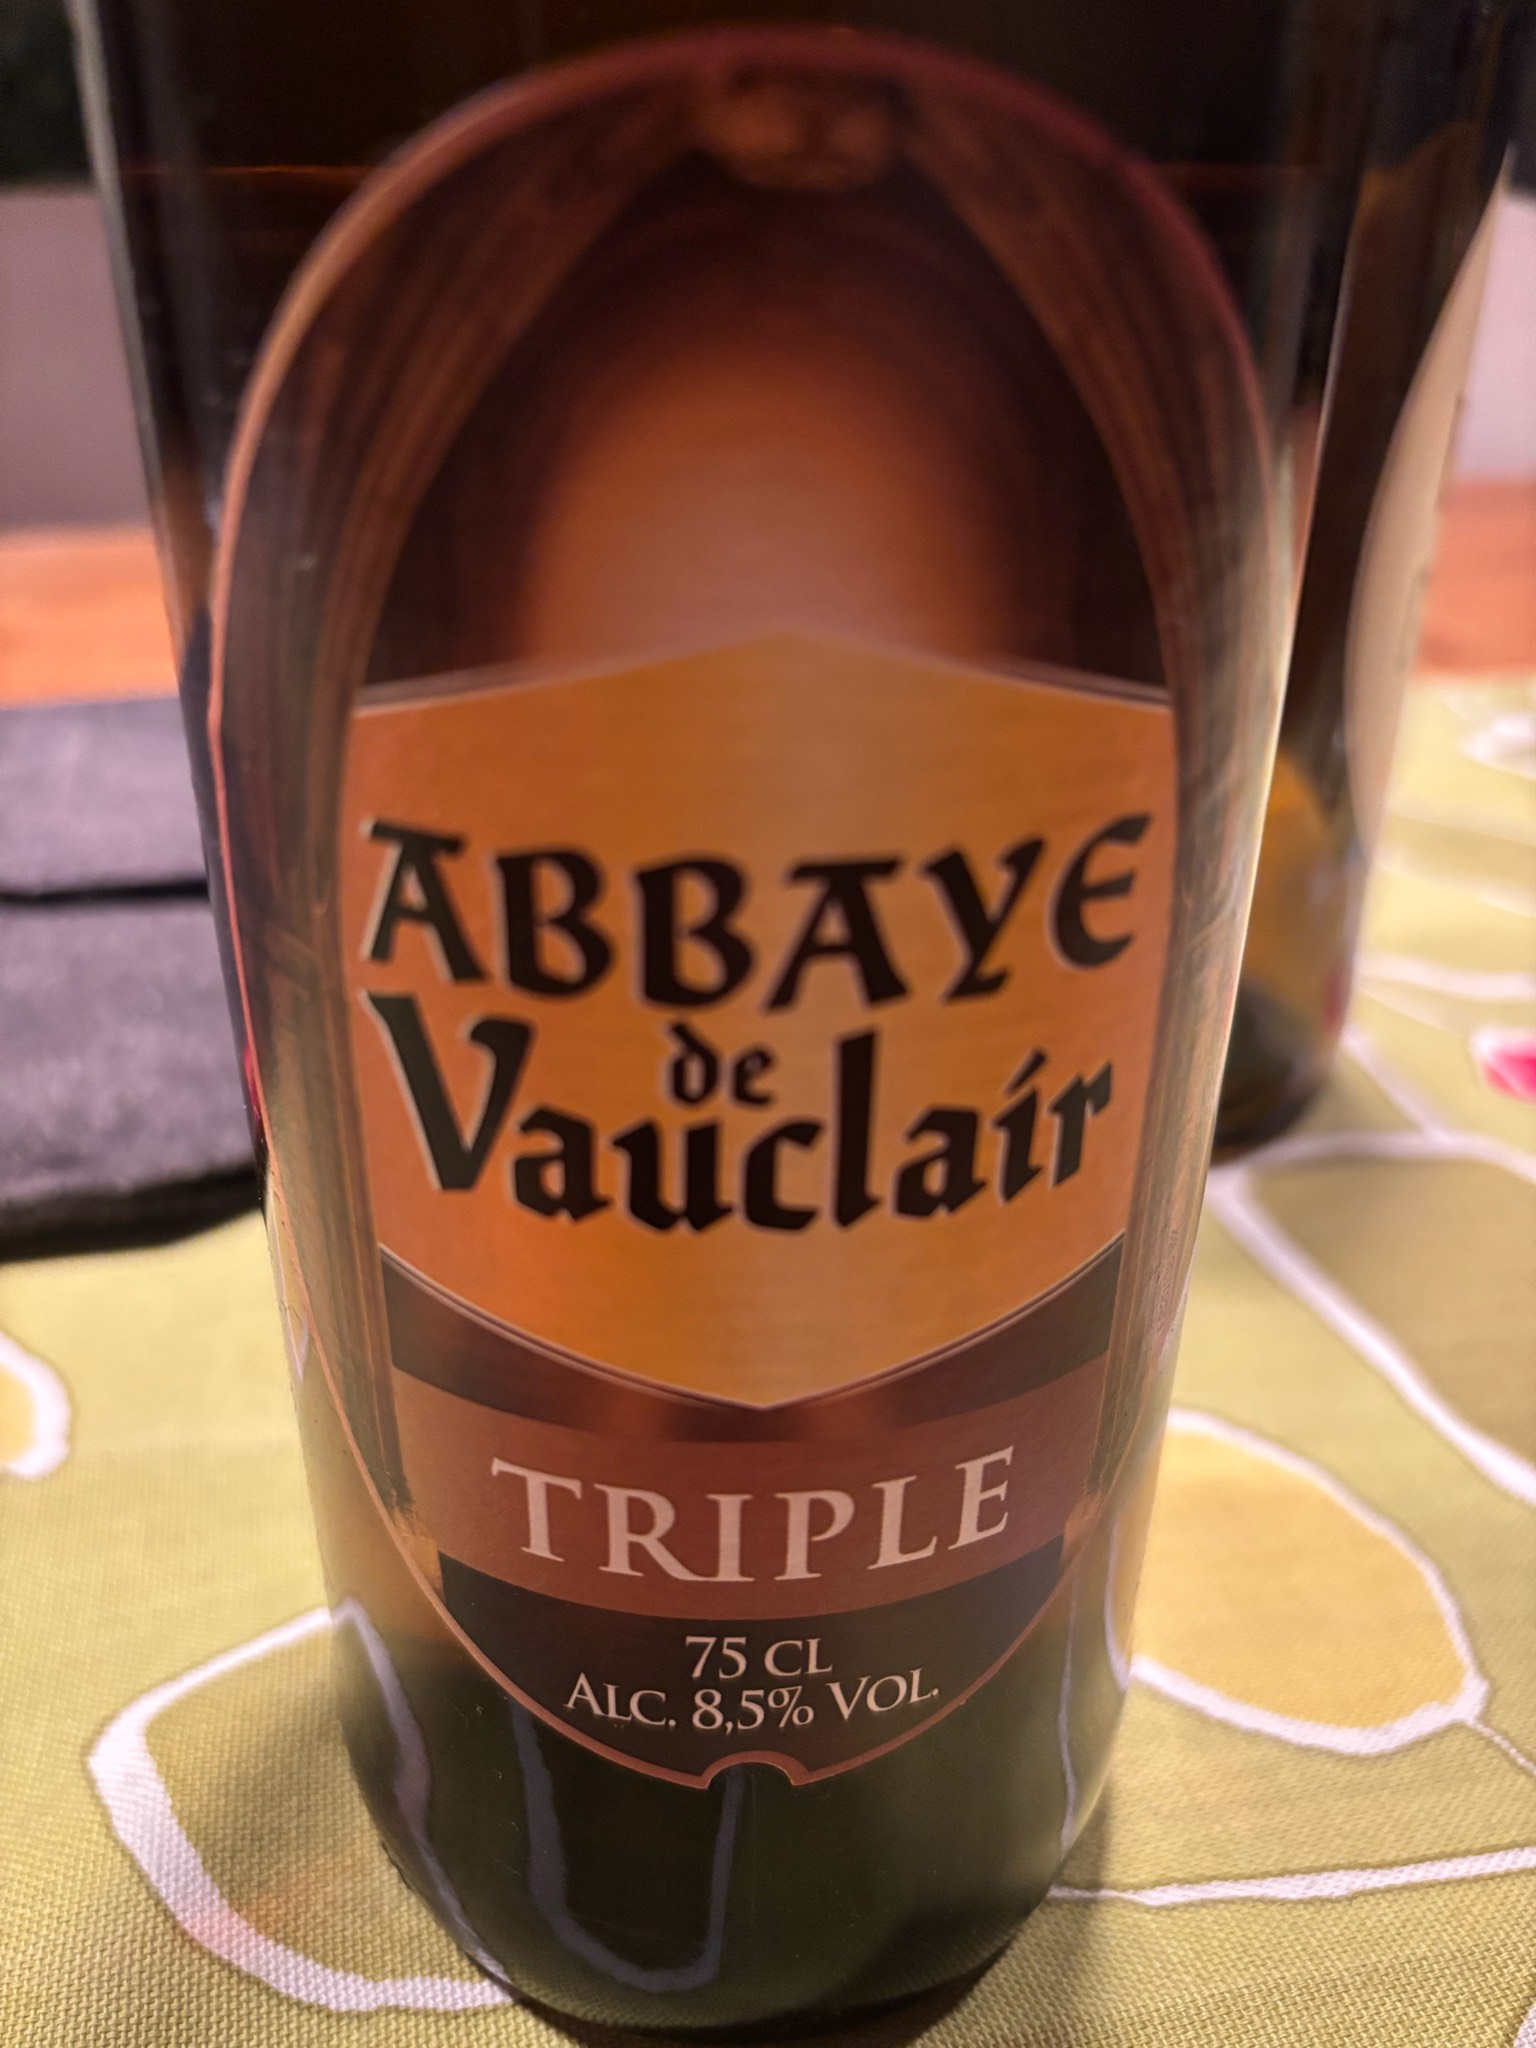 ABBAYE
de
Vauclair
TRIPLE
75 CL
ALC. 8,5% VOL.